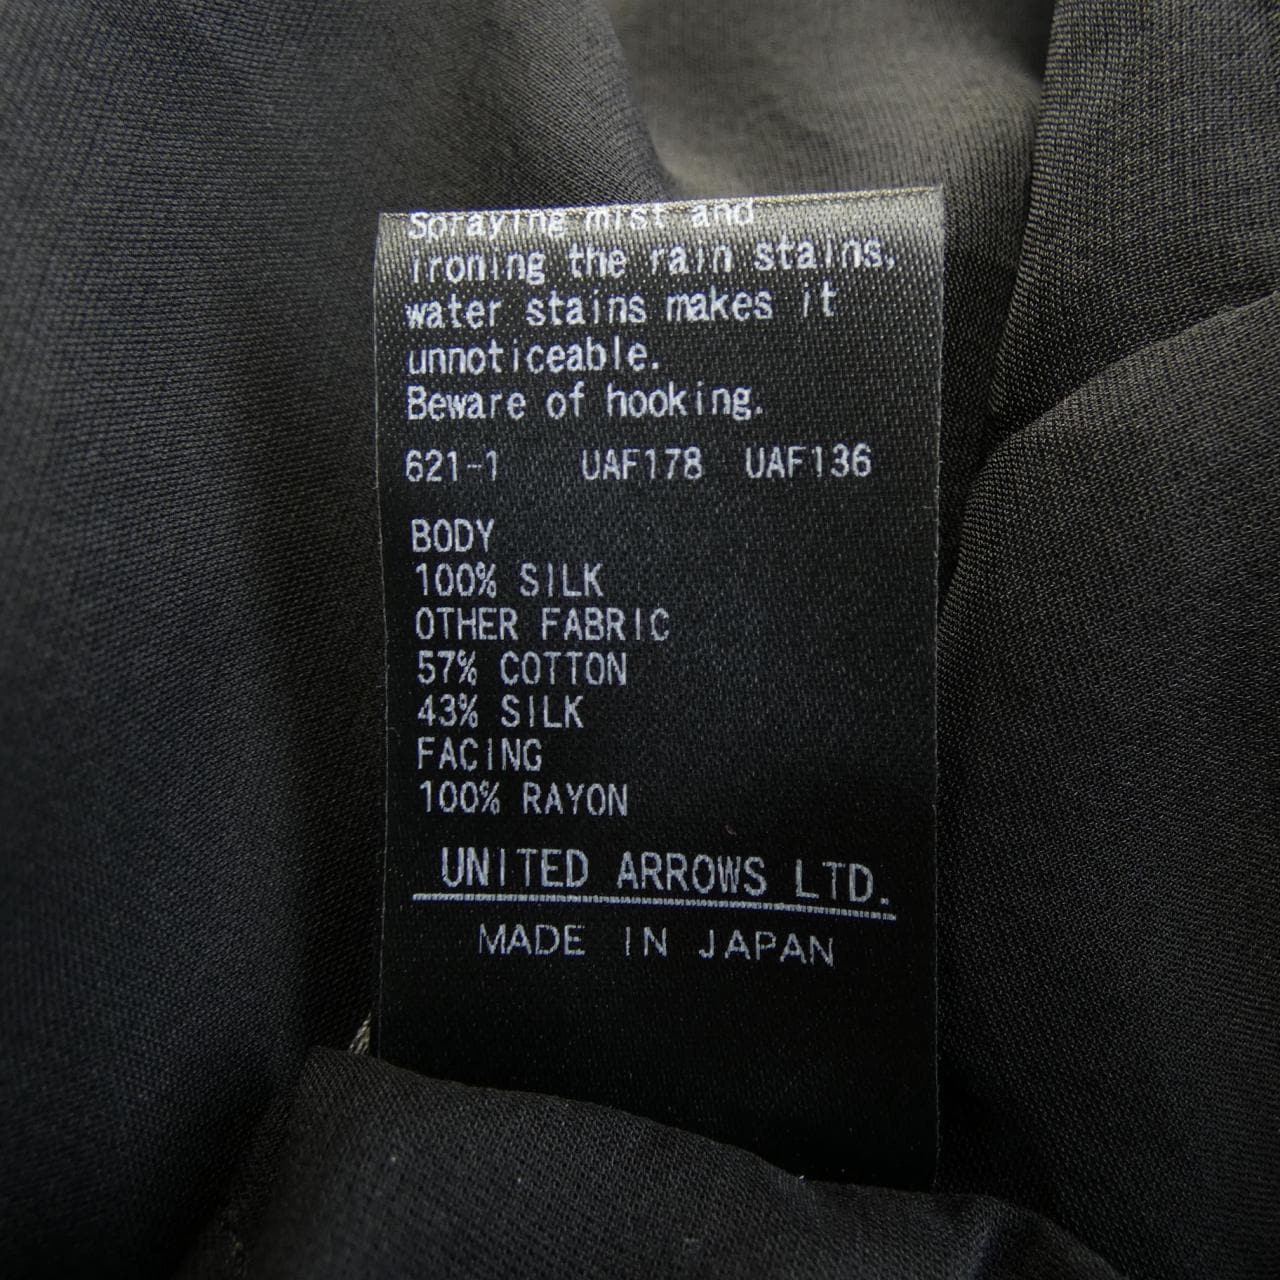 Spraying mist and
ironing the rain stains,
water stains makes it
unnoticeable.
Beware of hooking.
621-1 UAF178 UAF136
BODY
100% SILK
OTHER FABRIC
57% COTTON
43% SILK
FACING
100% RAYON
UNITED ARROWS LTD.
MADE IN JAPAN